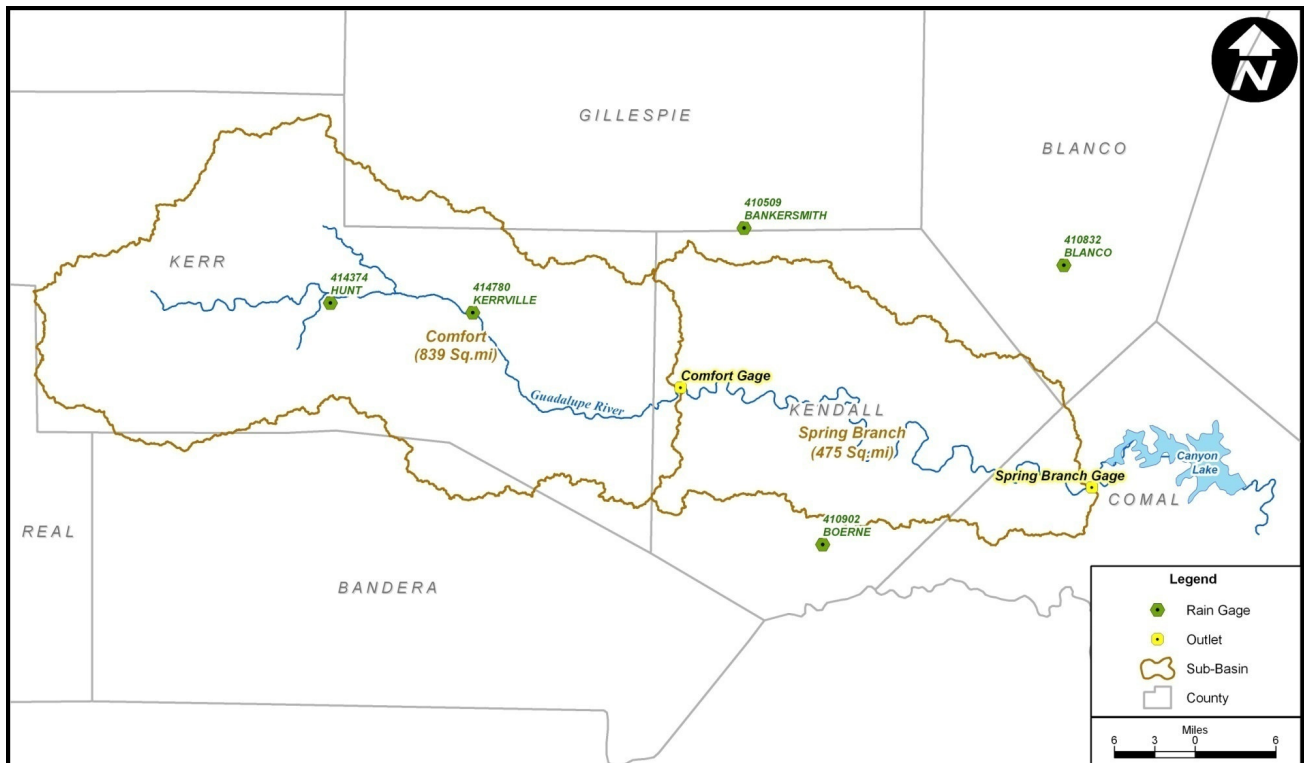 N
GILLESPIE
BLANCO
410509
BANKERSMITH
410832
BLANCO
KERR
414374
HUNT
414780
KERRVILLE
Comfort
(839 Sq.mi)
Comfort Gage
Guadalupe River
KENDALL
Spring Branch
(475 Sq.mi)
Canyon
Lake
Spring Branch Gage
COMAL
410902
BOERNE
REAL
BANDERA
Legend
Rain Gage
Outlet
Sub-Basin
County
Miles
6 3 0 6